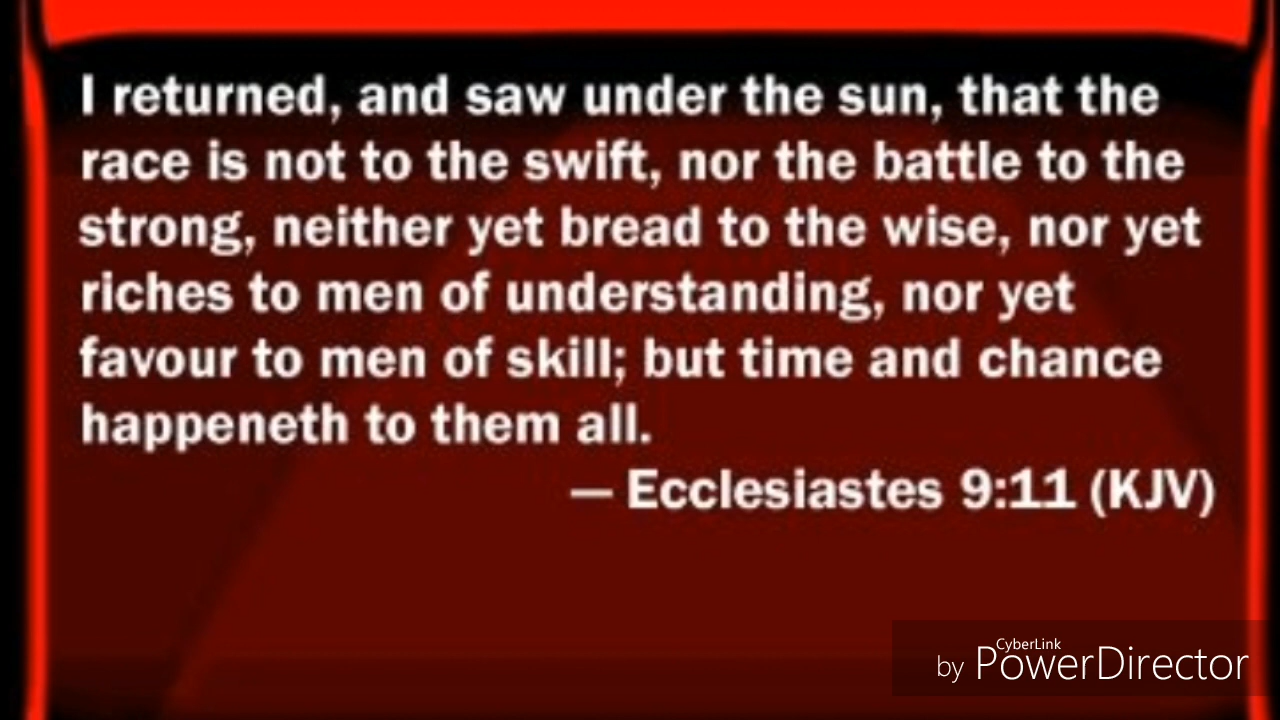 I returned, and saw under the sun, that the
race is not to the swift, nor the battle to the
strong, neither yet bread to the wise, nor yet
riches to men of understanding, nor yet
favour to men of skill; but time and chance
happeneth to them all.
— Ecclesiastes 9:11 (KJV)
CyberLink
by PowerDirector